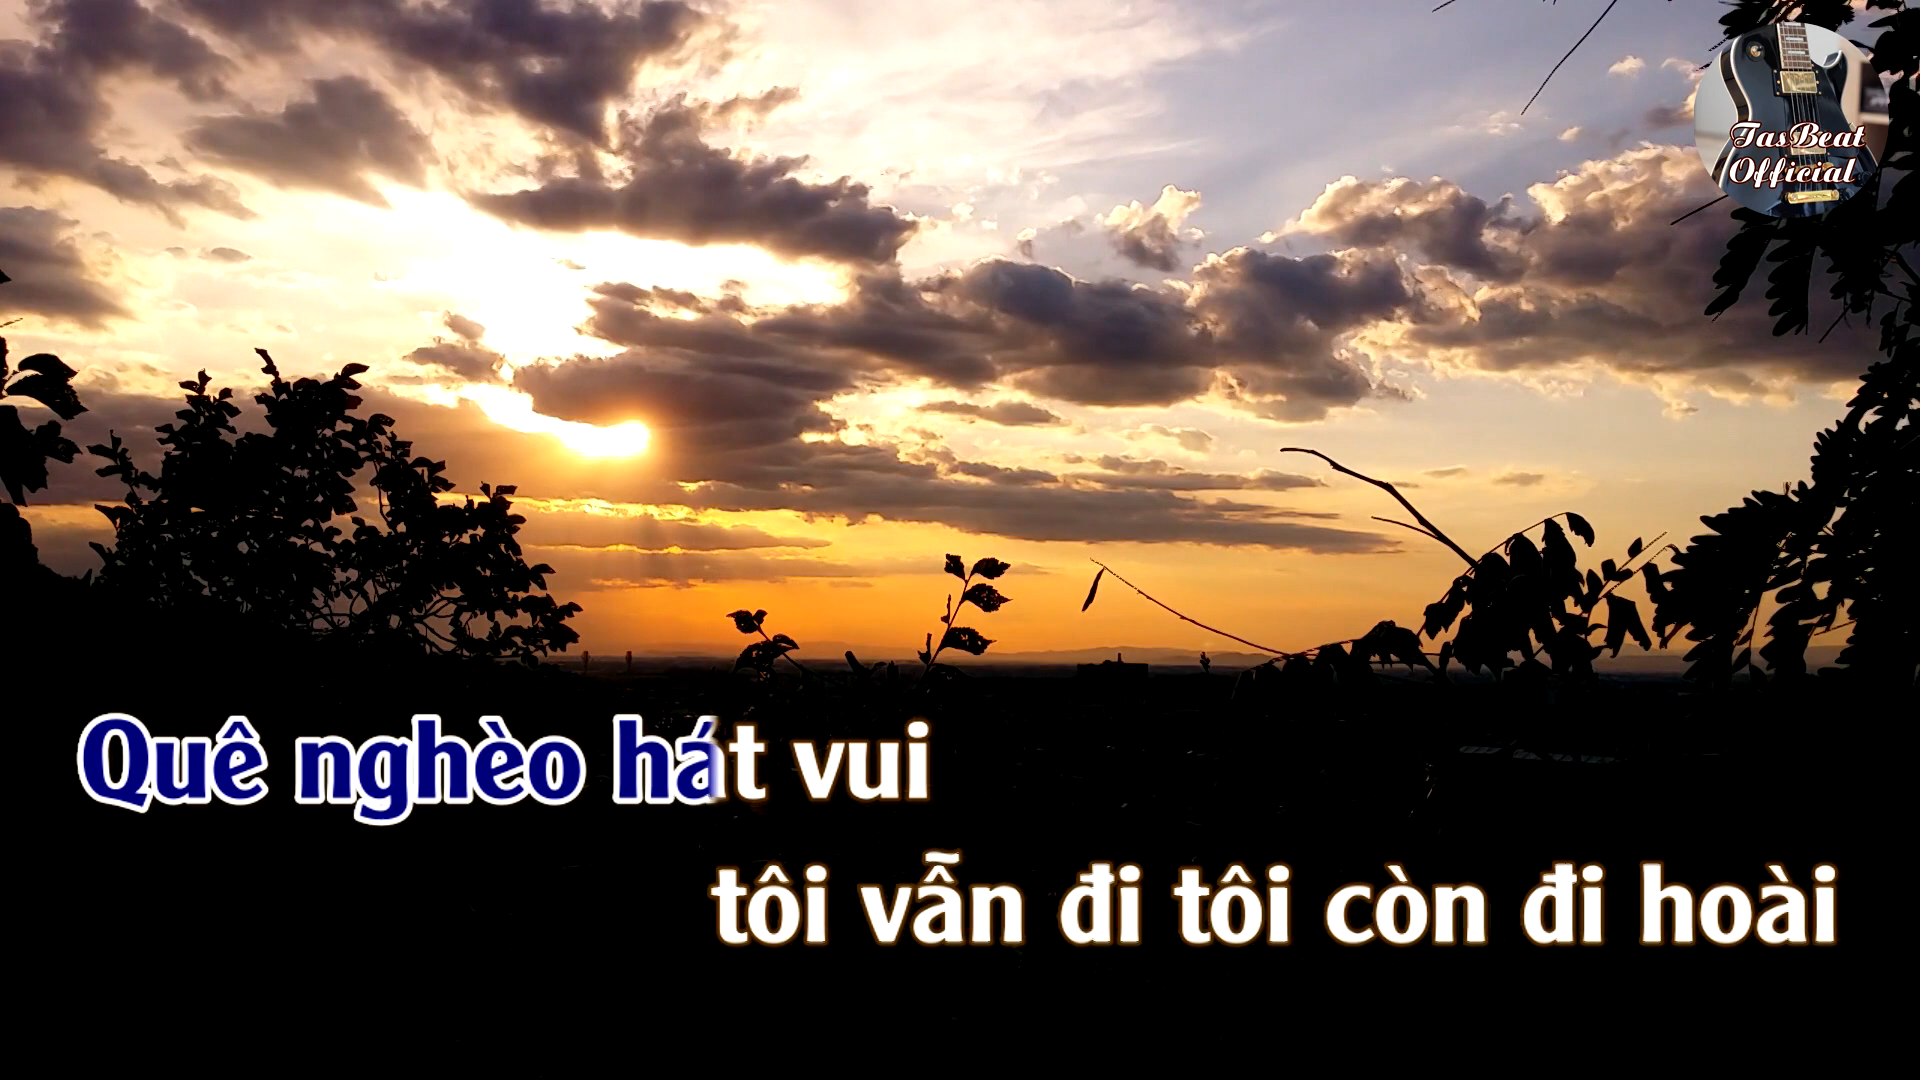 TasBeat
Official
Quê nghèo hát vui
tôi vẫn đi tôi còn đi hoài